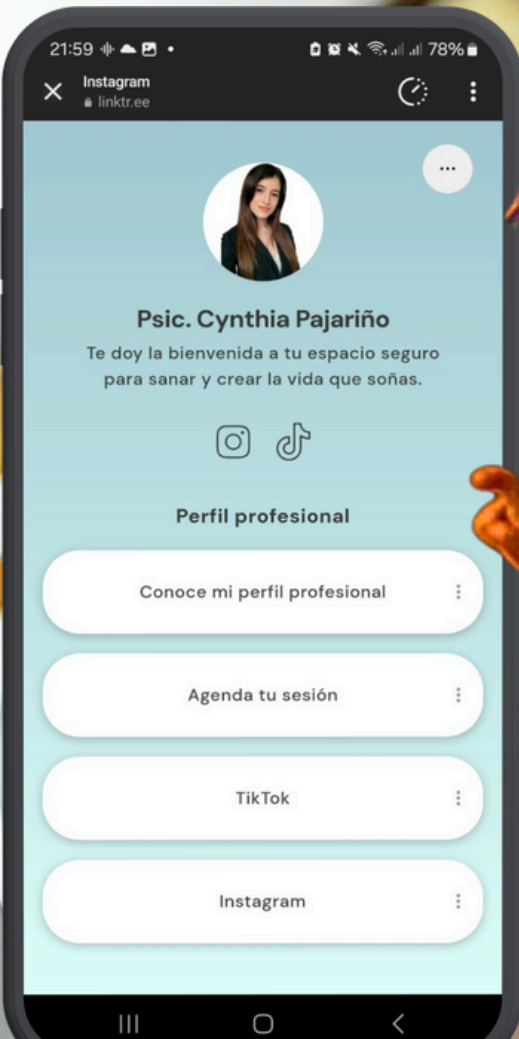 21:59
78%
Instagram
linktr.ee
Psic. Cynthia Pajariño
Te doy la bienvenida a tu espacio seguro
para sanar y crear la vida que soñas.
Perfil profesional
Conoce mi perfil profesional
Agenda tu sesión
TikTok
Instagram